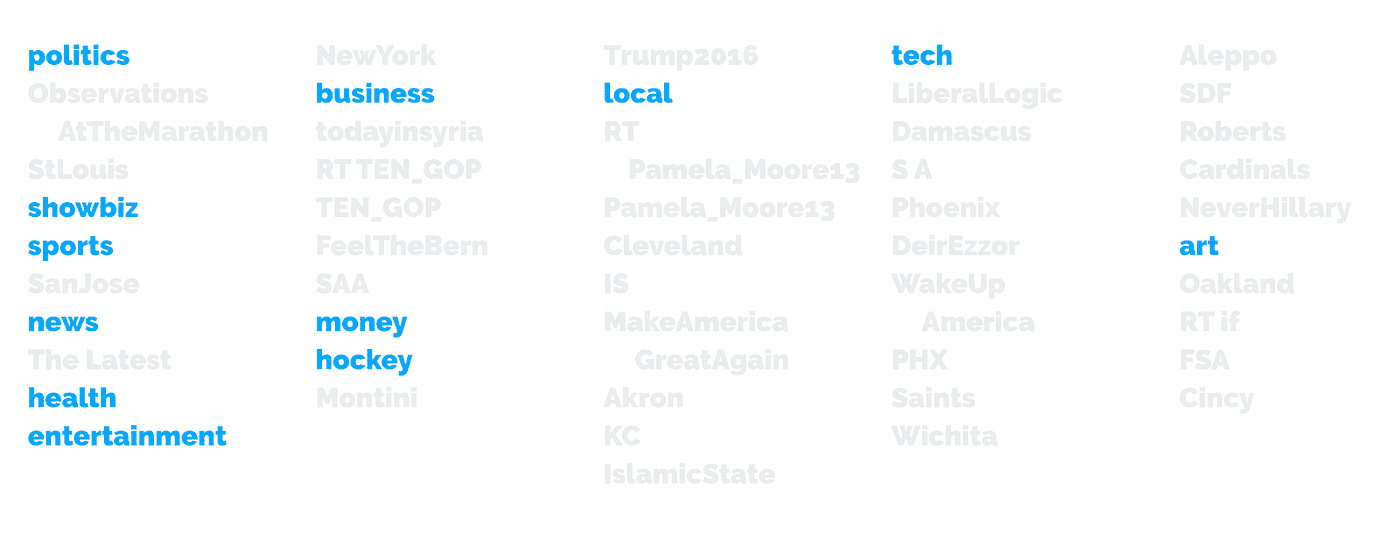 politics
Observations
AtTheMarathon
StLouis
showbiz
sports
SanJose
news
The Latest
health
entertainment
NewYork
business
todayinsyria
RT TEN_GOP
TEN_GOP
FeelTheBern
SAA
money
hockey
Montini
Trump2016
local
RT
Pamela_Moore13
Pamela_Moore13
Cleveland
IS
MakeAmerica
GreatAgain
Akron
KC
IslamicState
tech
LiberalLogic
Damascus
S A
Phoenix
DeirEzzor
WakeUp
America
PHX
Saints
Wichita
Aleppo
SDF
Roberts
Cardinals
NeverHillary
art
Oakland
RT if
FSA
Cincy